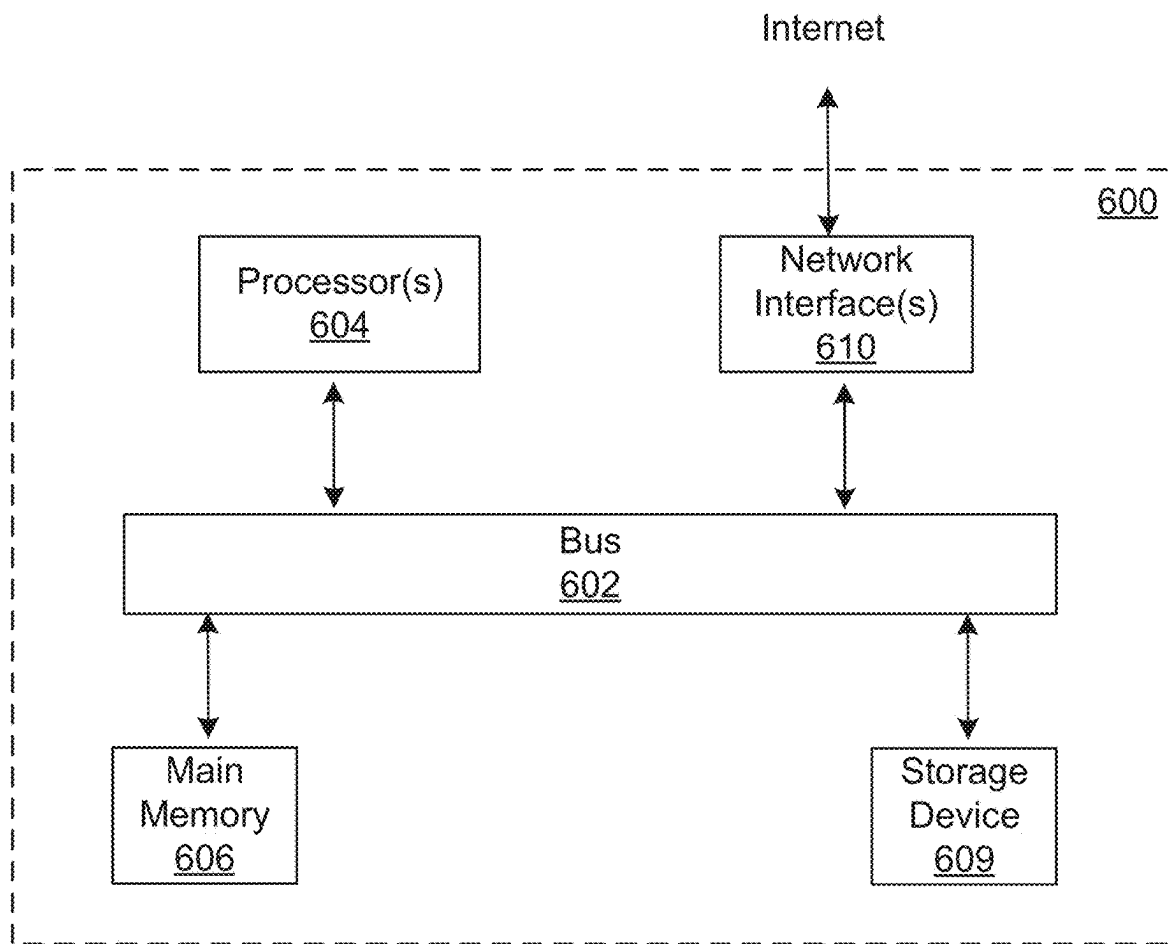 Internet
600
Processor(s)
604
Network
Interface(s)
610
Bus
602
Main
Memory
606
Storage
Device
609